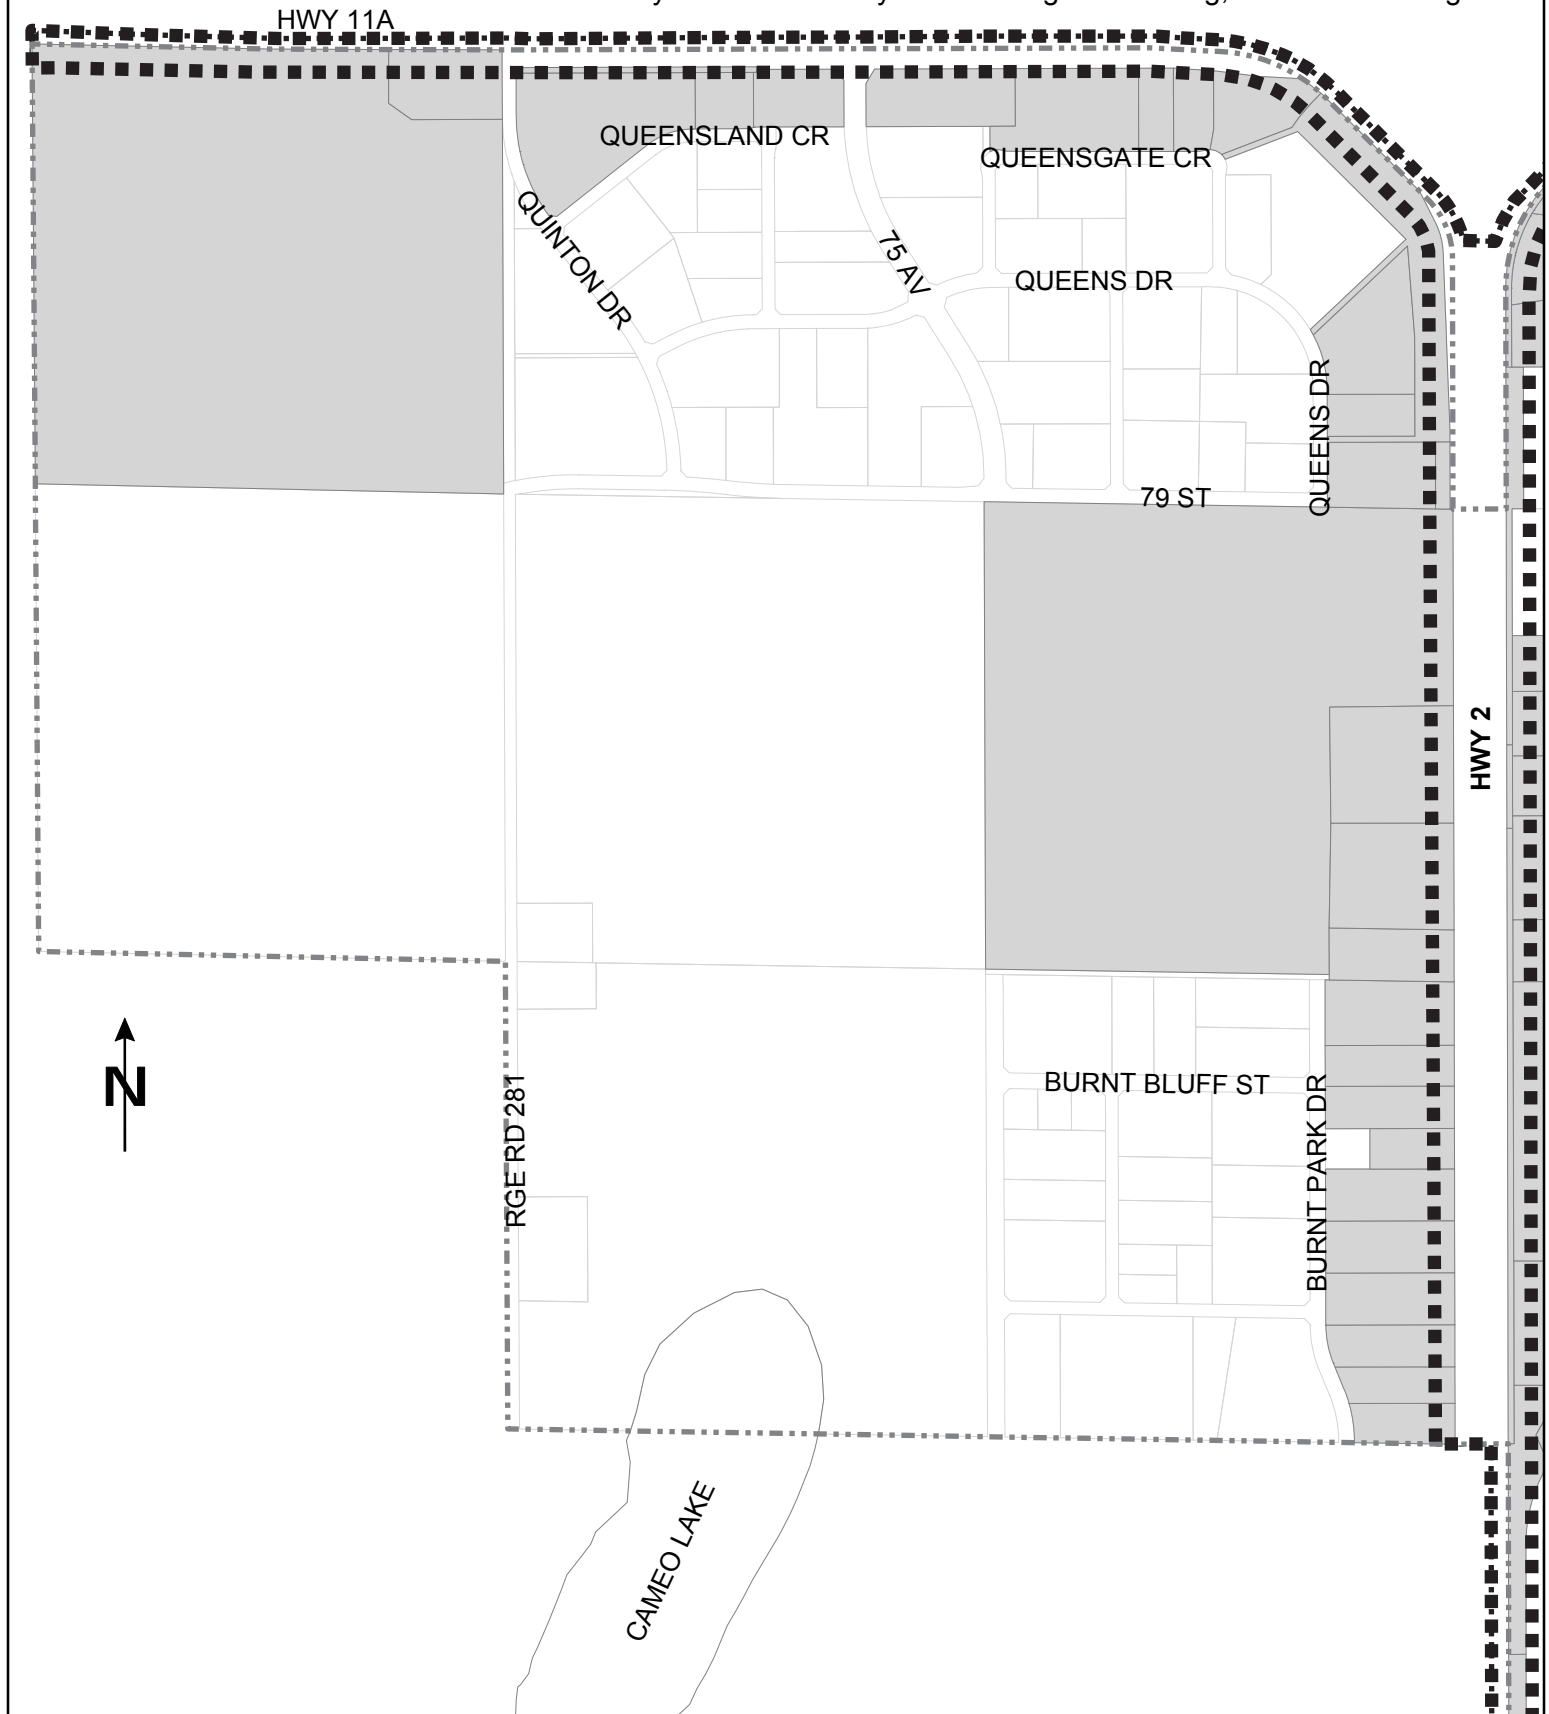 HWY 11A
QUEENSLAND CR
QUEENSGATE CR
QUINTON DR
75 AV
QUEENS DR
QUEENS DR
79 ST
HWY 2
N
RGE RD 281
BURNT BLUFF ST
BURNT PARK DR
CAMEO LAKE